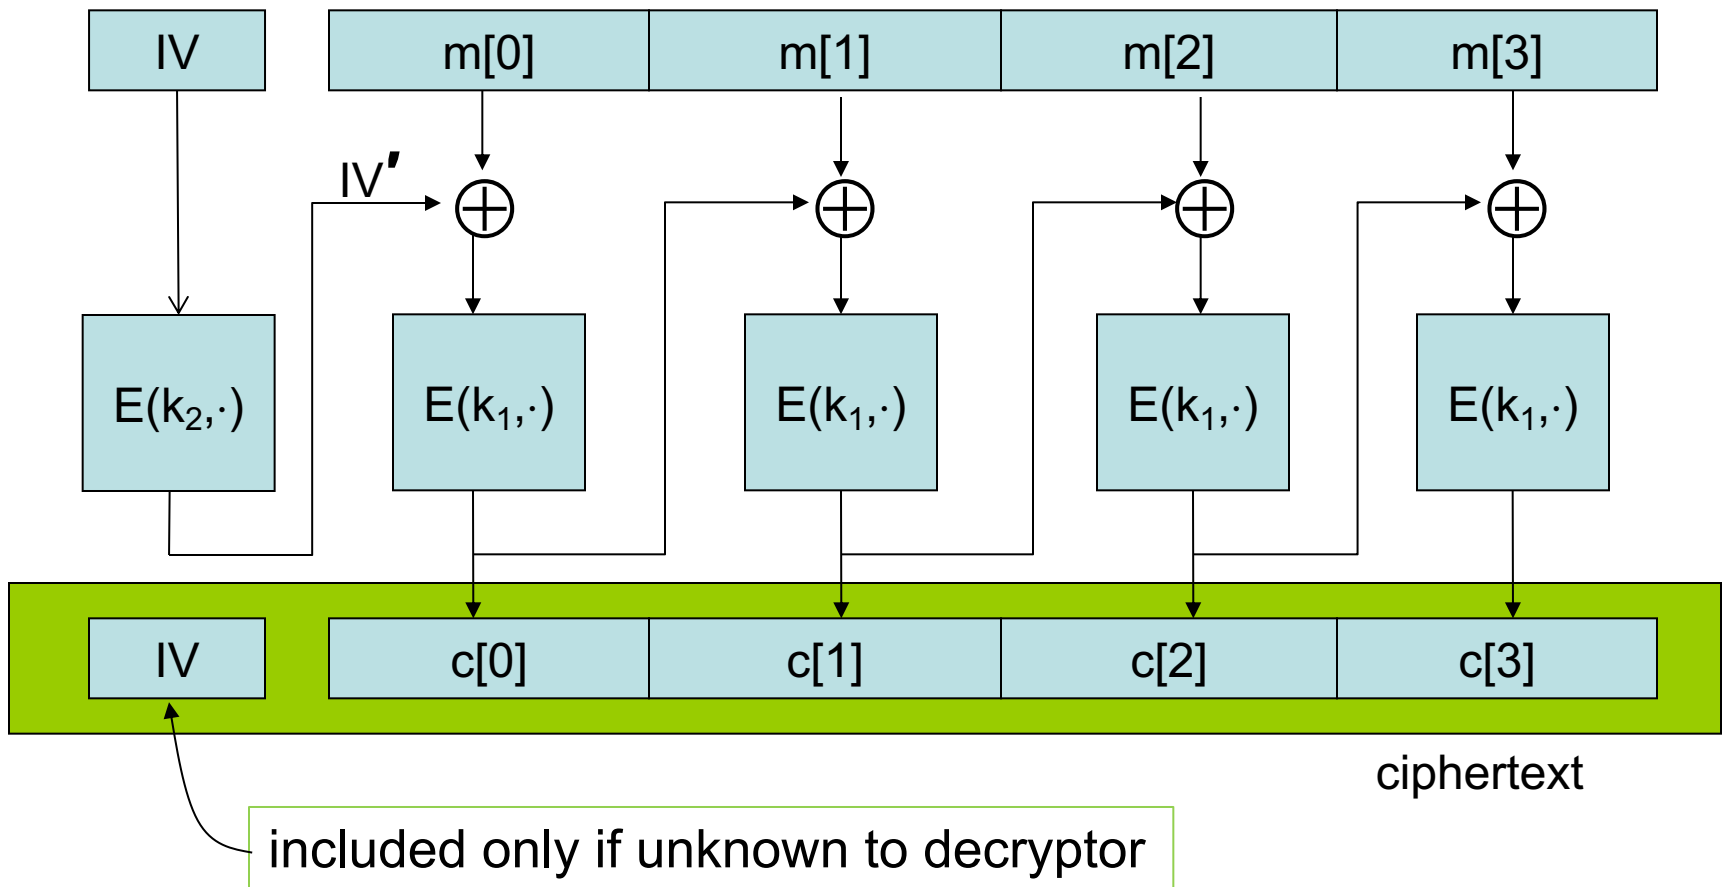 IV m[0] m[1] m[2] m[3]
IV′
E(k₂,·) E(k₁,·) E(k₁,·) E(k₁,·) E(k₁,·)
IV c[0] c[1] c[2] c[3]
ciphertext
included only if unknown to decryptor